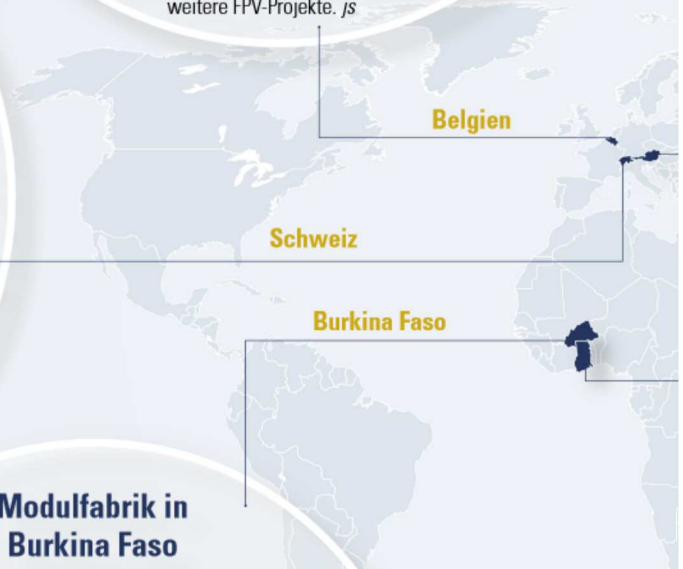 weitere FPV-Projekte. js
Belgien
Schweiz
Burkina Faso
Modulfabrik in
Burkina Faso